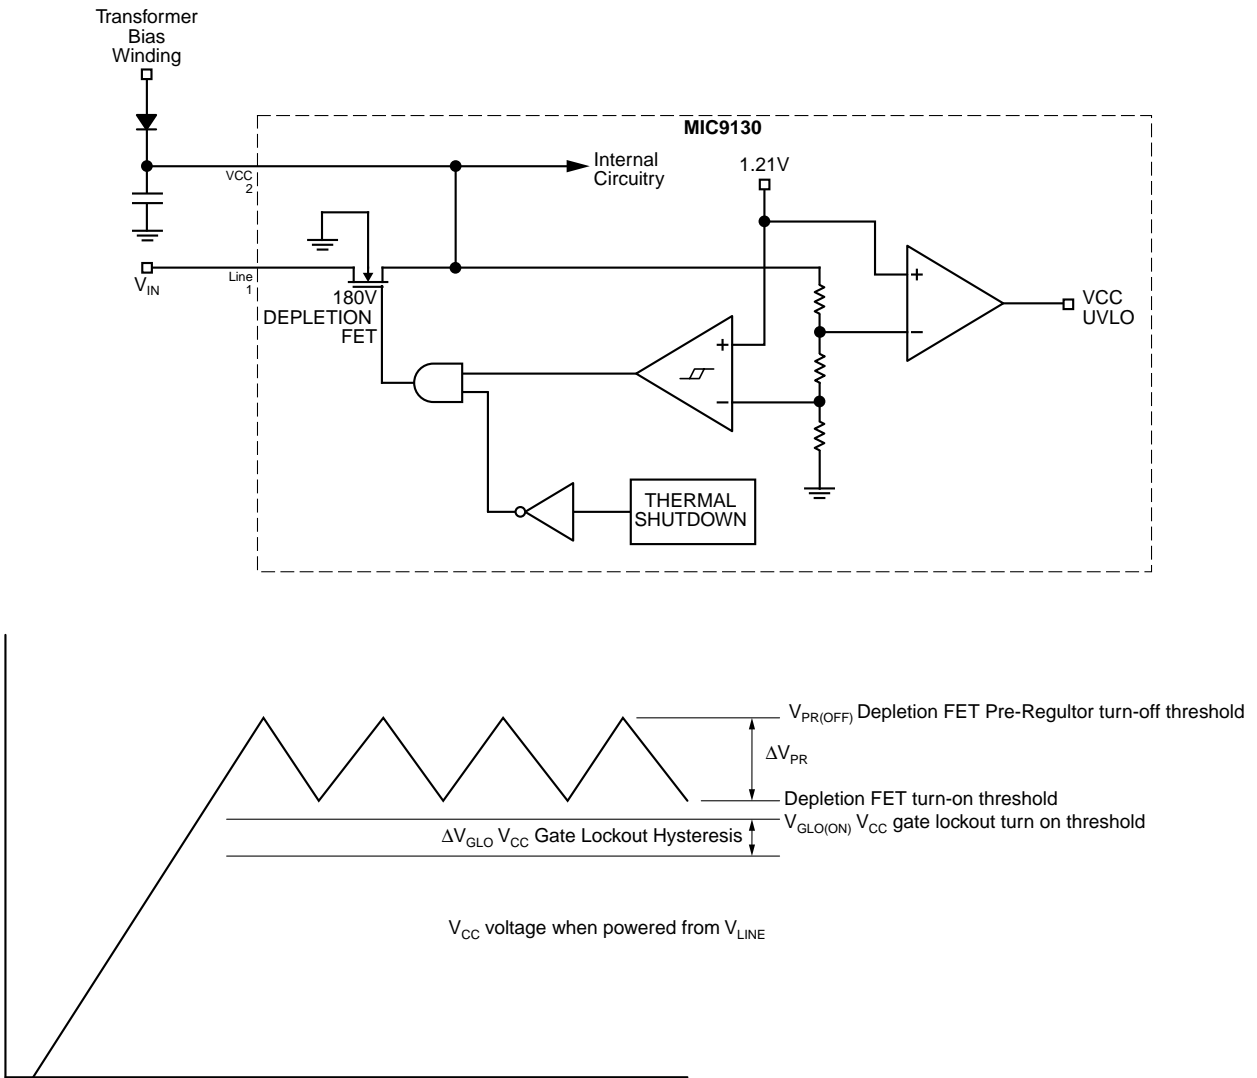 Transformer
Bias
Winding
MIC9130
VCC
2
Internal
Circuitry
1.21V
VIN
Line
1
180V
DEPLETION
FET
+
−
+
−
VCC
UVLO
THERMAL
SHUTDOWN
VPR(OFF) Depletion FET Pre-Regultor turn-off threshold
ΔVPR
Depletion FET turn-on threshold
VGLO(ON) VCC gate lockout turn on threshold
ΔVGLO VCC Gate Lockout Hysteresis
VCC voltage when powered from VLINE